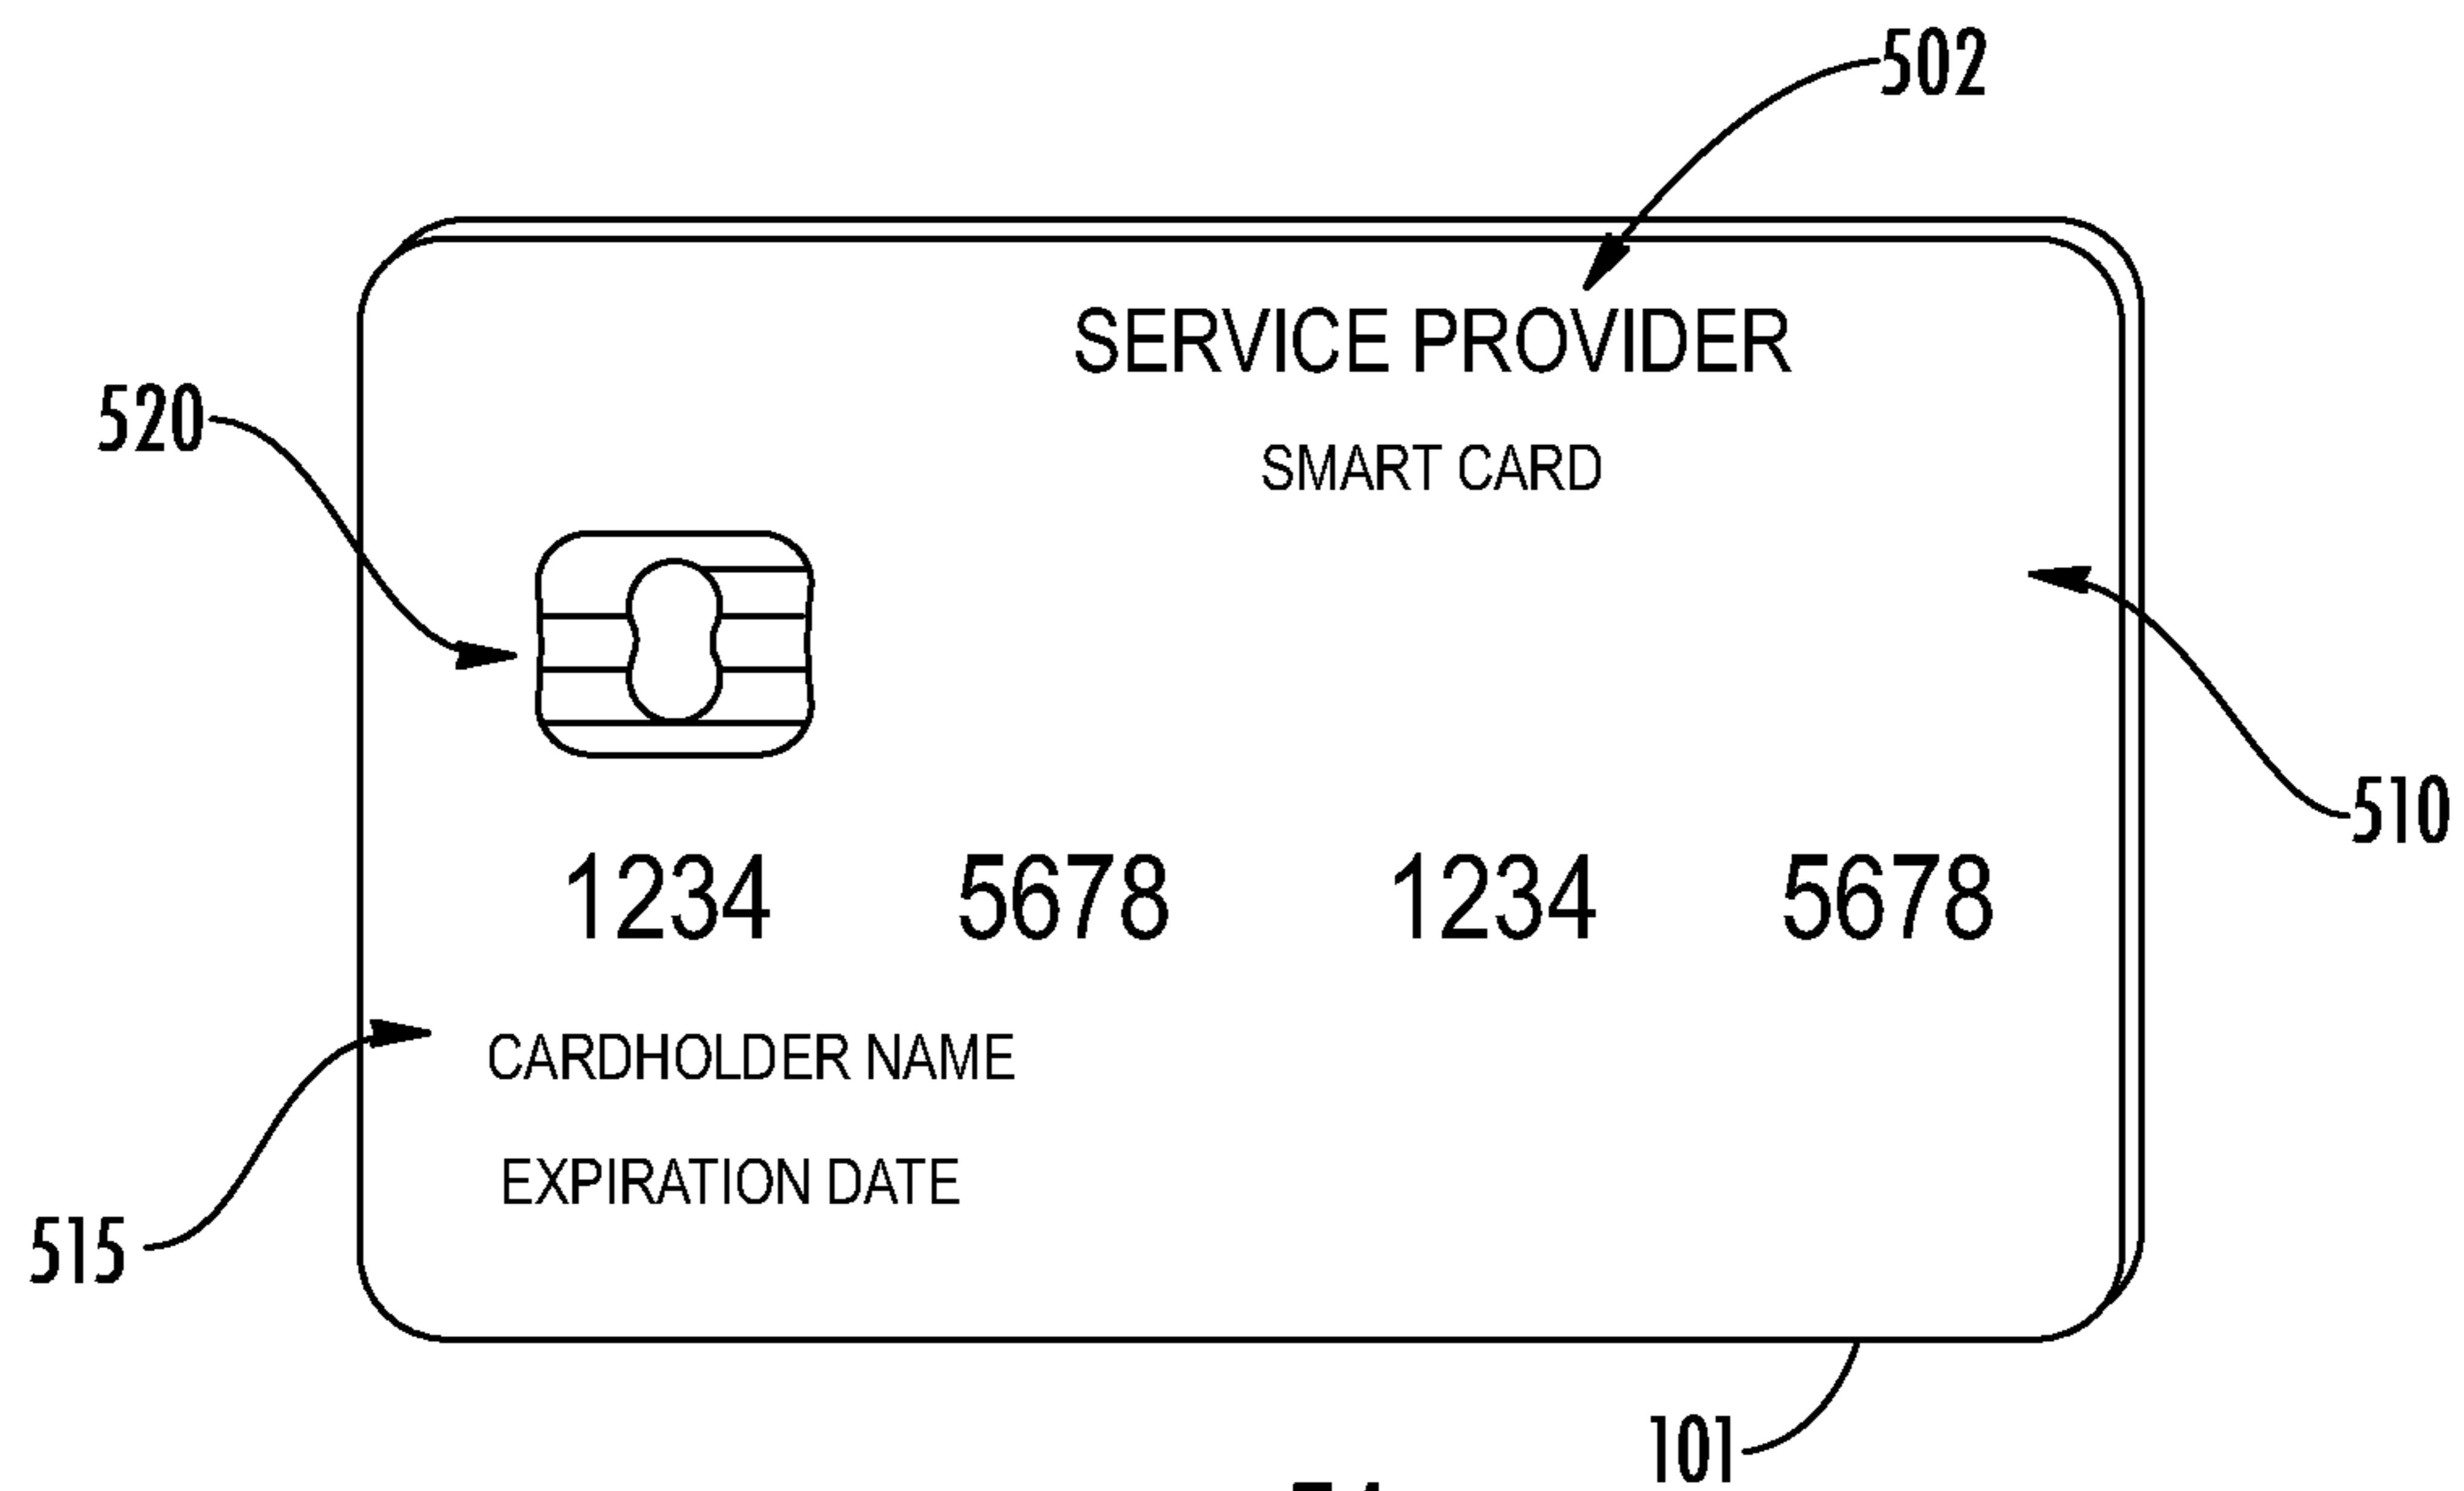 502
SERVICE PROVIDER
520
SMART CARD
510
1234 5678 1234 5678
CARDHOLDER NAME
515
EXPIRATION DATE
101